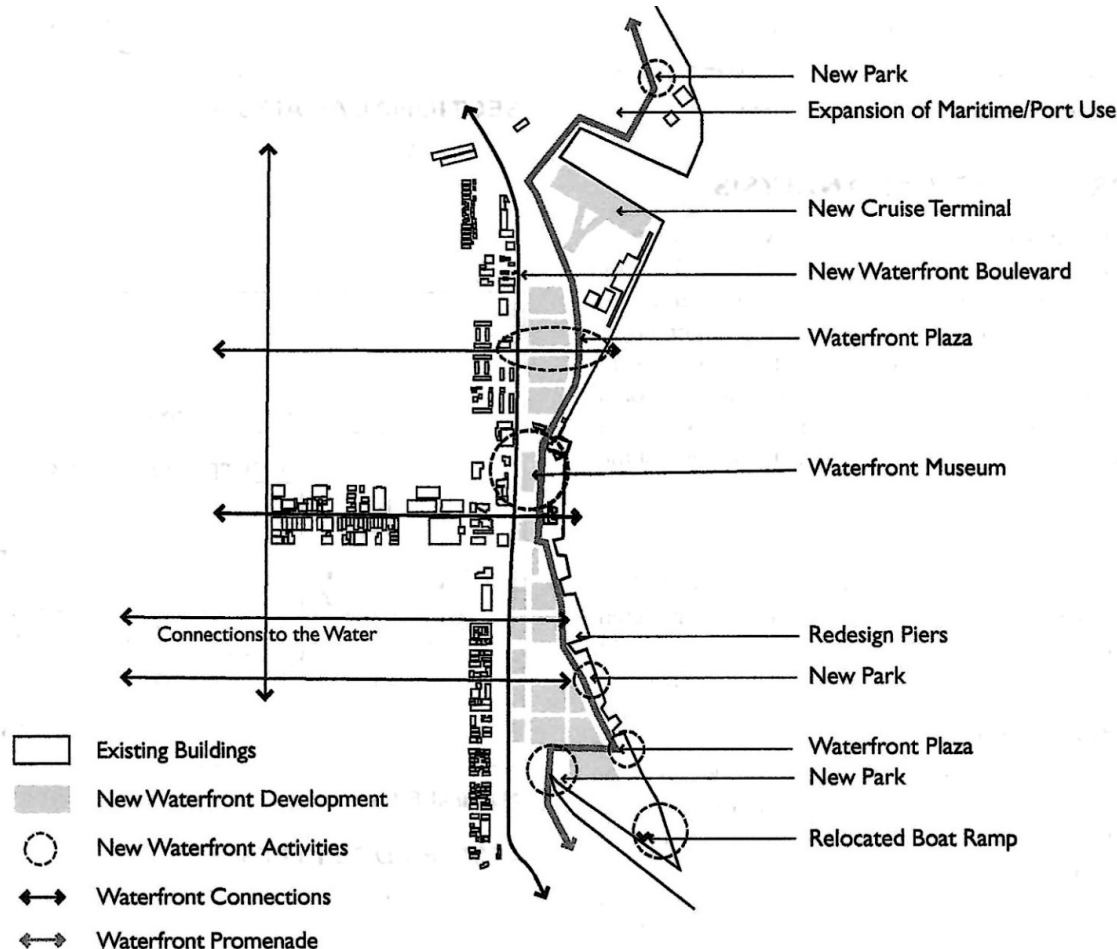 New Park
Expansion of Maritime/Port Use
New Cruise Terminal
New Waterfront Boulevard
Waterfront Plaza
Waterfront Museum
Connections to the Water
Redesign Piers
New Park
Waterfront Plaza
New Park
Relocated Boat Ramp
Existing Buildings
New Waterfront Development
New Waterfront Activities
Waterfront Connections
Waterfront Promenade